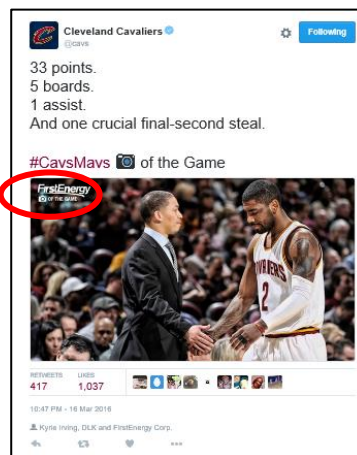 Cleveland Cavaliers
@cavs
Following
33 points.
5 boards.
1 assist.
And one crucial final-second steal.
#CavsMavs 📷 of the Game
FirstEnergy
OF THE GAME
CAVALIERS
2
RETWEETS LIKES
417 1,037
10:47 PM - 16 Mar 2016
Kyrie Irving, DLK and FirstEnergy Corp.